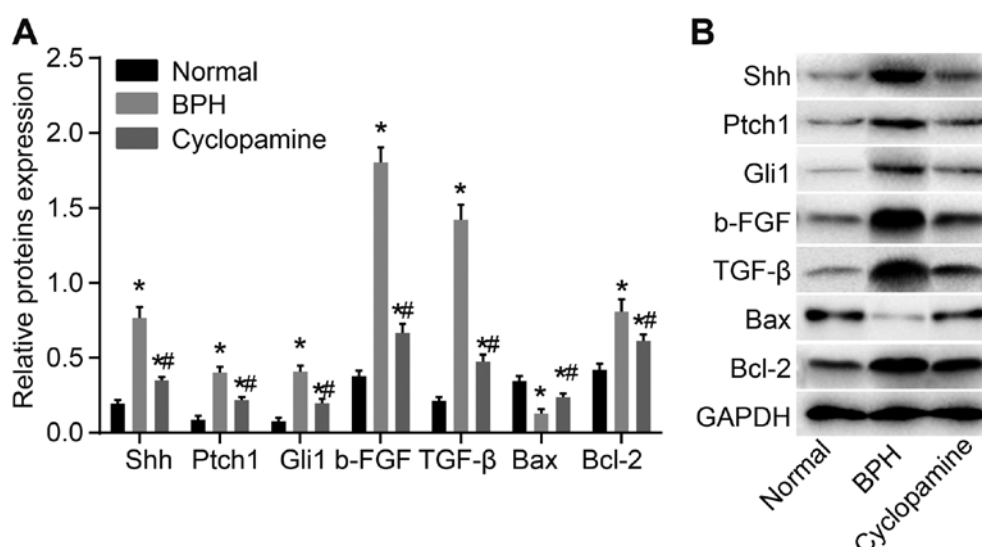 A
Relative proteins expression
2.5
2.0
1.5
1.0
0.5
0.0
Normal
BPH
Cyclopamine
* *# * *# * *# * *# * *# * *# * *#
Shh Ptch1 Gli1 b-FGF TGF-β Bax Bcl-2
B
Shh
Ptch1
Gli1
b-FGF
TGF-β
Bax
Bcl-2
GAPDH
Normal BPH Cyclopamine